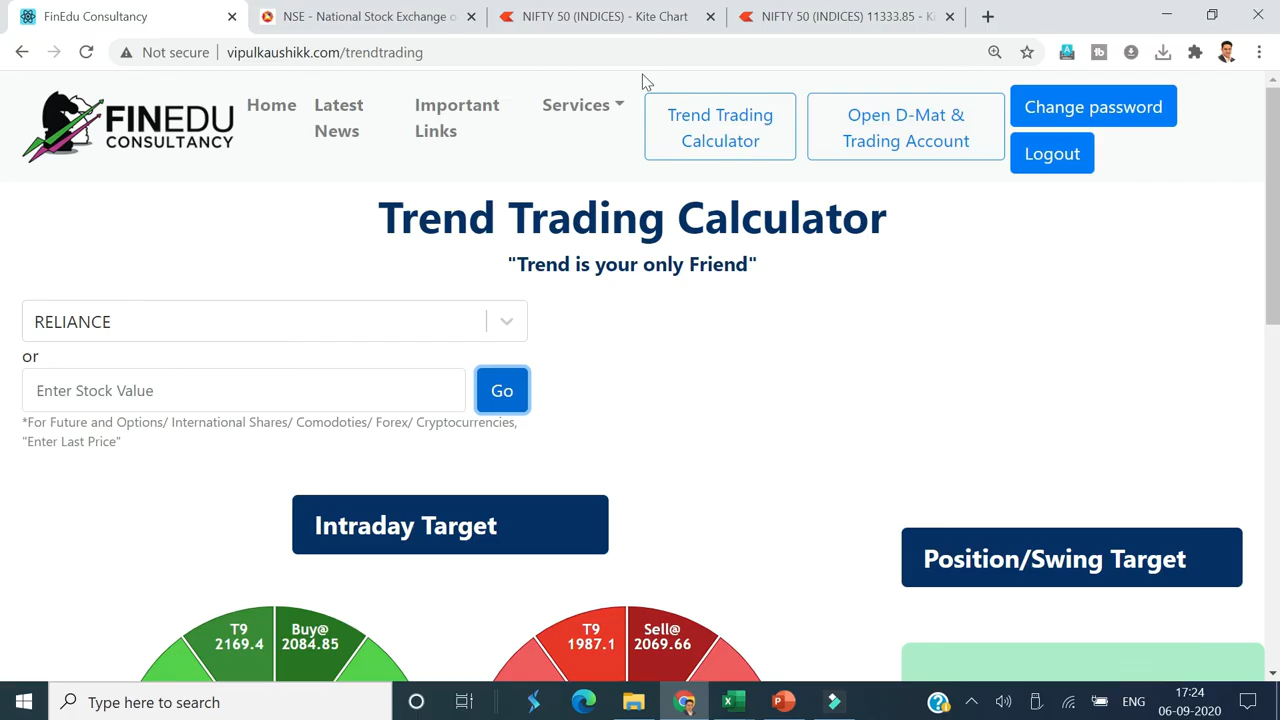 FinEdu Consultancy
NSE - National Stock Exchange o
NIFTY 50 (INDICES) - Kite Chart
NIFTY 50 (INDICES) 11333.85 - Ki
Not secure
vipulkaushikk.com/trendtrading
FINEDU
CONSULTANCY
Home
Latest
News
Important
Links
Services
Trend Trading
Calculator
Open D-Mat &
Trading Account
Change password
Logout
Trend Trading Calculator
"Trend is your only Friend"
RELIANCE
or
Enter Stock Value
Go
*For Future and Options/ International Shares/ Comodoties/ Forex/ Cryptocurrencies,
"Enter Last Price"
Intraday Target
Position/Swing Target
T9
2169.4
Buy@
2084.85
T9
1987.1
Sell@
2069.66
Type here to search
ENG
17:24
06-09-2020